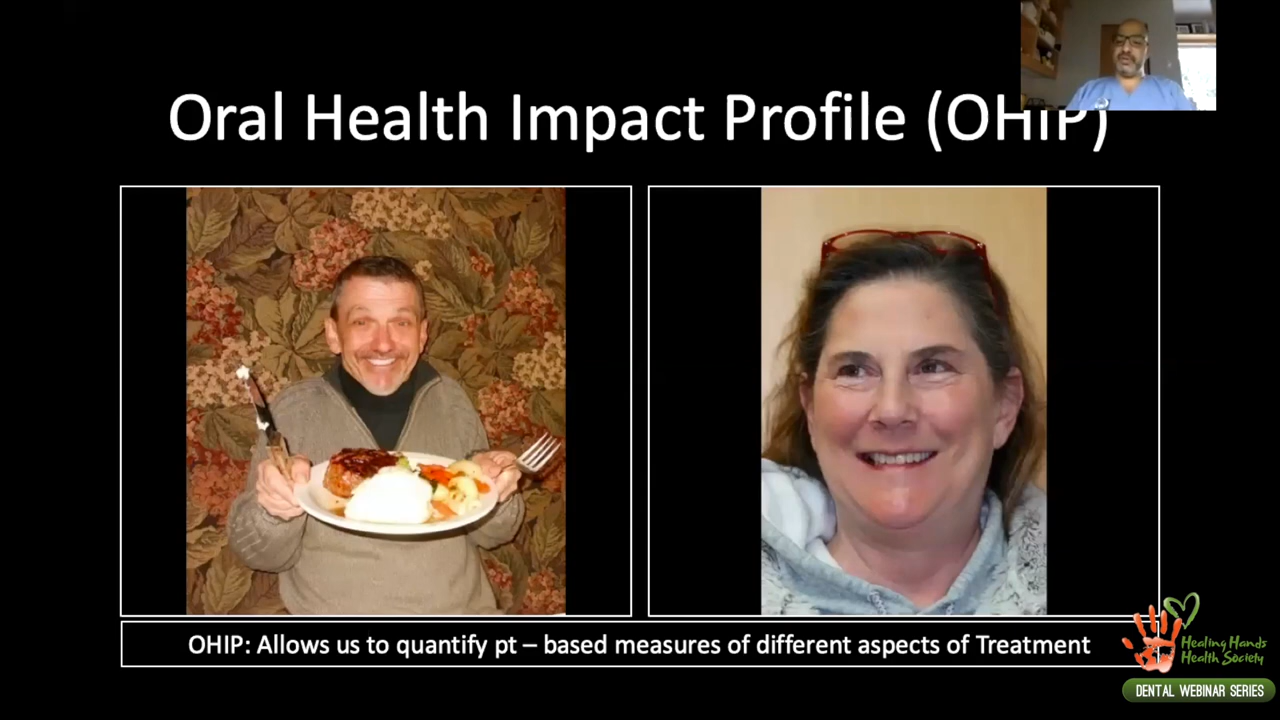 Oral Health Impact Profile (OHIP)
OHIP: Allows us to quantify pt – based measures of different aspects of Treatment
Healing Hands
Health Society
DENTAL WEBINAR SERIES